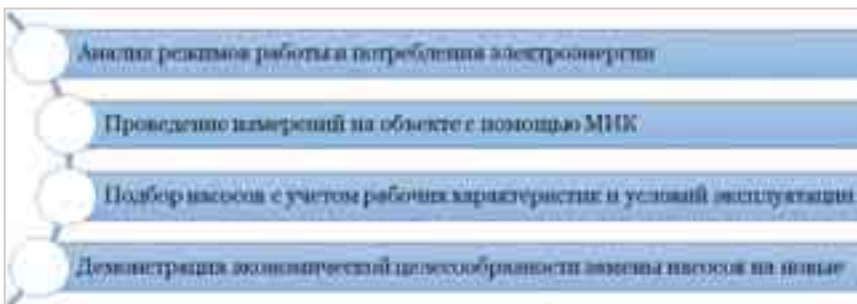 Анализ режимов работы и потребления электроэнергии
Проведение измерений на объекте с помощью МИК
Подбор насосов с учетом рабочих характеристик и условий эксплуатации
Демонстрация экономической целесообразности замены насосов на новые